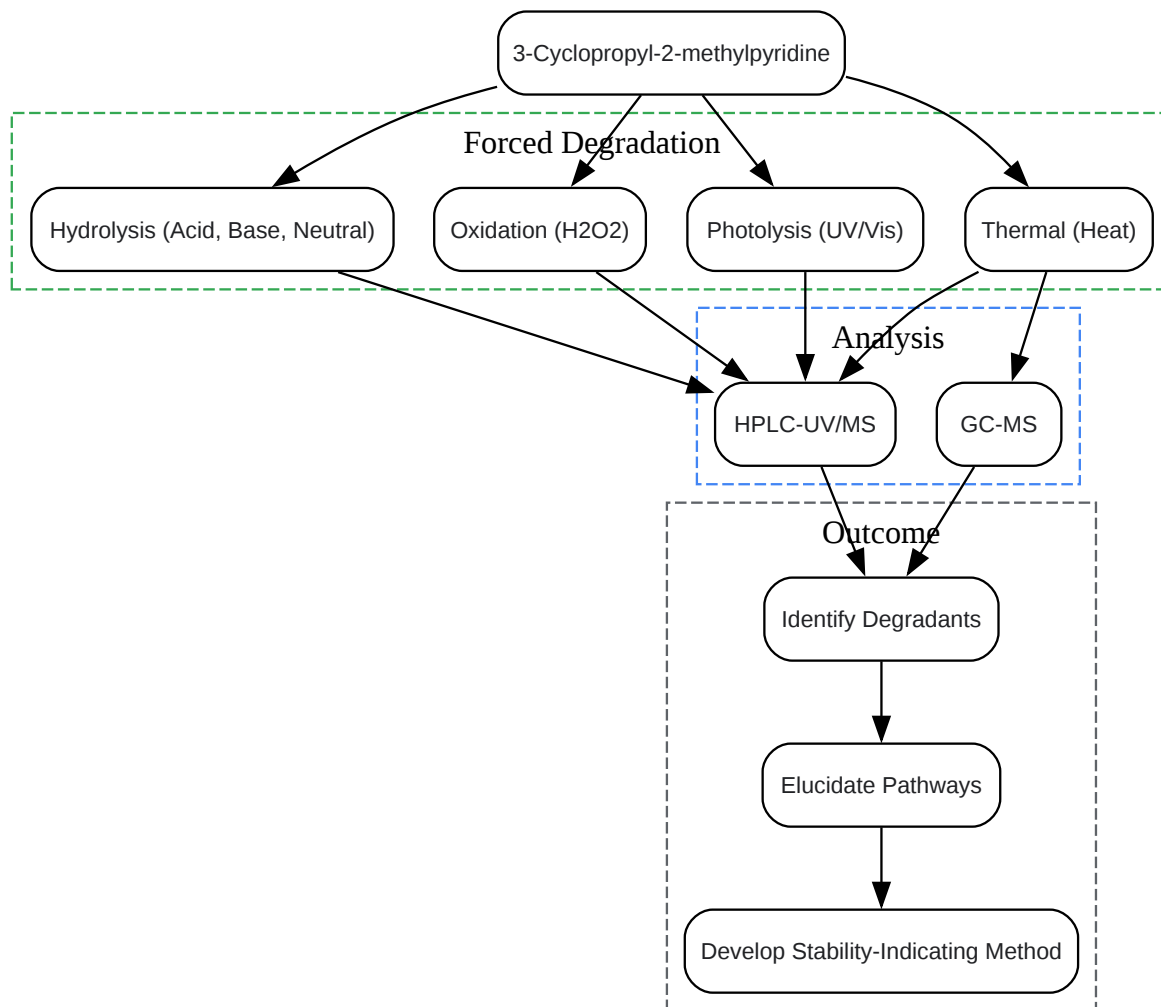 3-Cyclopropyl-2-methylpyridine
Forced Degradation
Hydrolysis (Acid, Base, Neutral)
Oxidation (H2O2)
Photolysis (UV/Vis)
Thermal (Heat)
Analysis
HPLC-UV/MS
GC-MS
Outcome
Identify Degradants
Elucidate Pathways
Develop Stability-Indicating Method